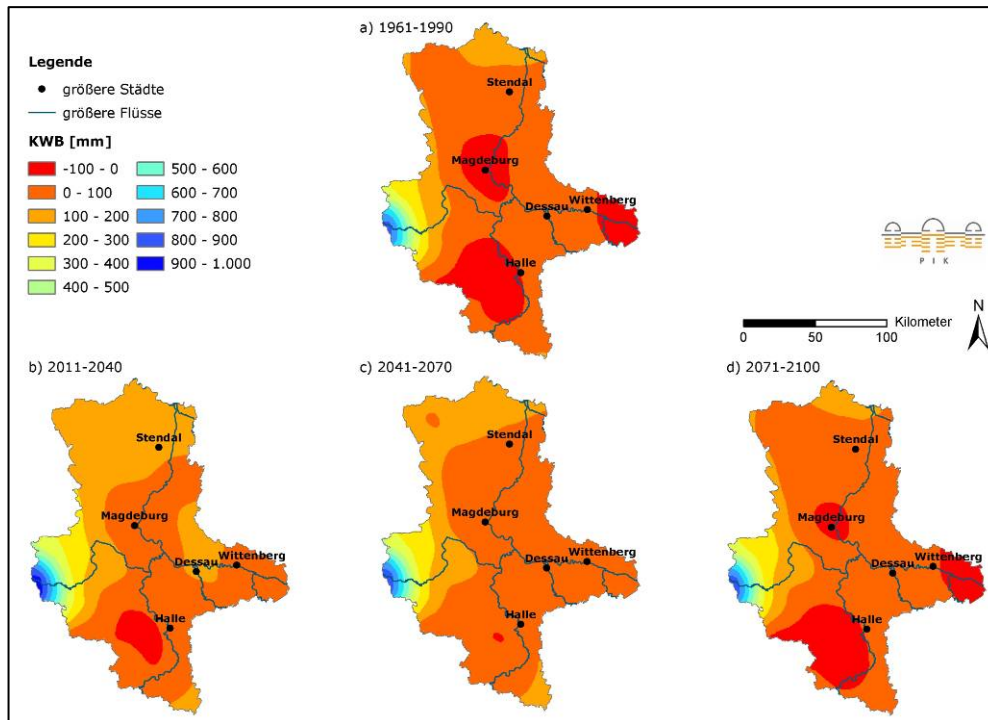 a) 1961-1990
Legende
größere Städte
größere Flüsse
KWB [mm]
-100 - 0
0 - 100
100 - 200
200 - 300
300 - 400
400 - 500
500 - 600
600 - 700
700 - 800
800 - 900
900 - 1.000
Stendal
Magdeburg
Dessau
Wittenberg
Halle
P I K
N
Kilometer
0 50 100
b) 2011-2040
Stendal
Magdeburg
Dessau
Wittenberg
Halle
c) 2041-2070
Stendal
Magdeburg
Dessau
Wittenberg
Halle
d) 2071-2100
Stendal
Magdeburg
Dessau
Wittenberg
Halle